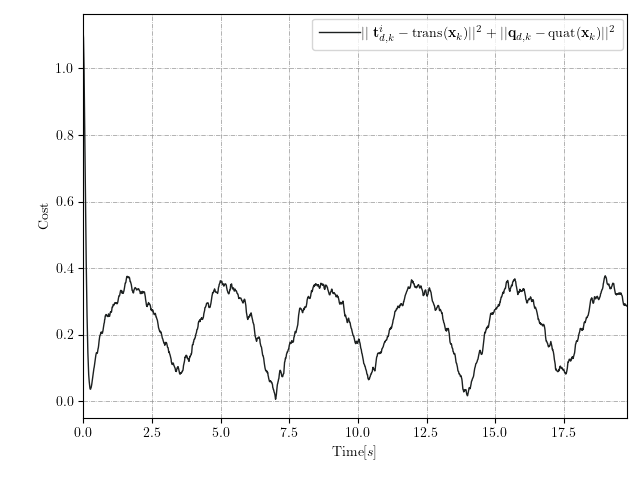 || t^i_{d,k} − trans(x_k)||^2 + ||q_{d,k} − quat(x_k)||^2
1.0
0.8
0.6
Cost
0.4
0.2
0.0
0.0 2.5 5.0 7.5 10.0 12.5 15.0 17.5
Time[s]